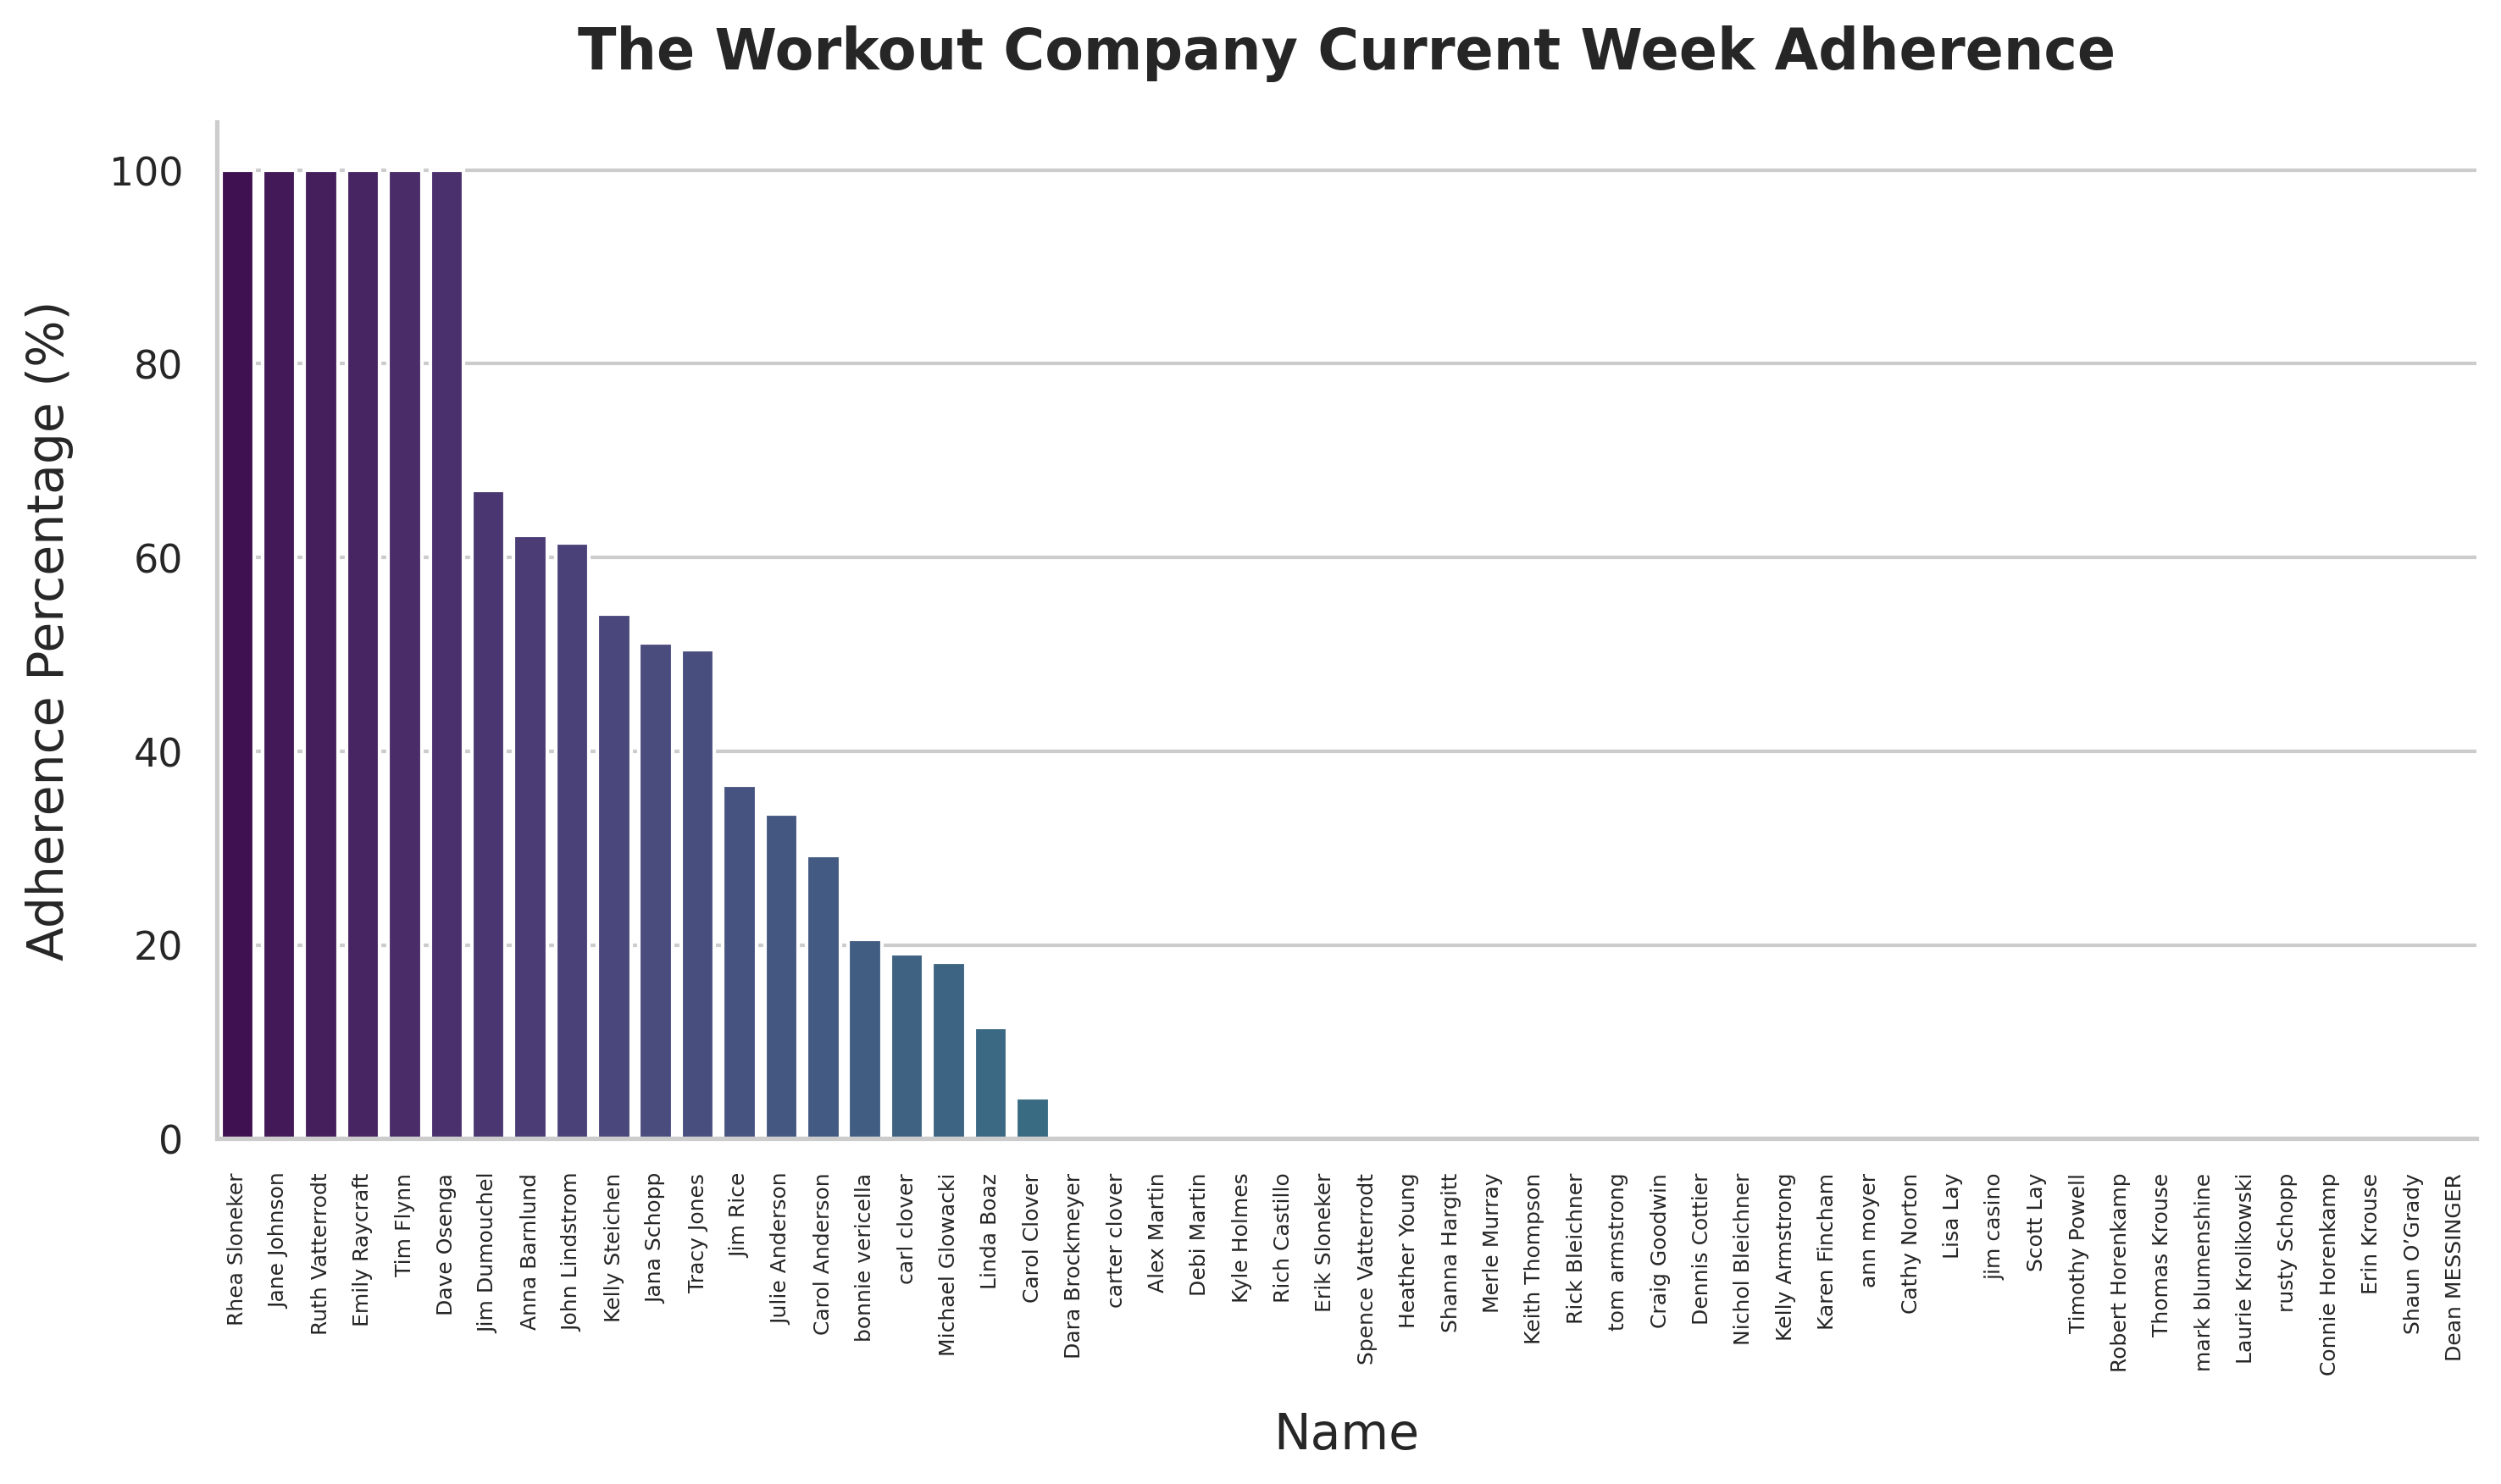 The Workout Company Current Week Adherence
Adherence Percentage (%)
100
80
60
40
20
0
Rhea Sloneker
Jane Johnson
Ruth Vatterrodt
Emily Raycraft
Tim Flynn
Dave Osenga
Jim Dumouchel
Anna Barnlund
John Lindstrom
Kelly Steichen
Jana Schopp
Tracy Jones
Jim Rice
Julie Anderson
Carol Anderson
bonnie vericella
carl clover
Michael Glowacki
Linda Boaz
Carol Clover
Dara Brockmeyer
carter clover
Alex Martin
Debi Martin
Kyle Holmes
Rich Castillo
Erik Sloneker
Spence Vatterrodt
Heather Young
Shanna Hargitt
Merle Murray
Keith Thompson
Rick Bleichner
tom armstrong
Craig Goodwin
Dennis Cottier
Nichol Bleichner
Kelly Armstrong
Karen Fincham
ann moyer
Cathy Norton
Lisa Lay
jim casino
Scott Lay
Timothy Powell
Robert Horenkamp
Thomas Krouse
mark blumenshine
Laurie Krolikowski
rusty Schopp
Connie Horenkamp
Erin Krouse
Shaun O’Grady
Dean MESSINGER
Name